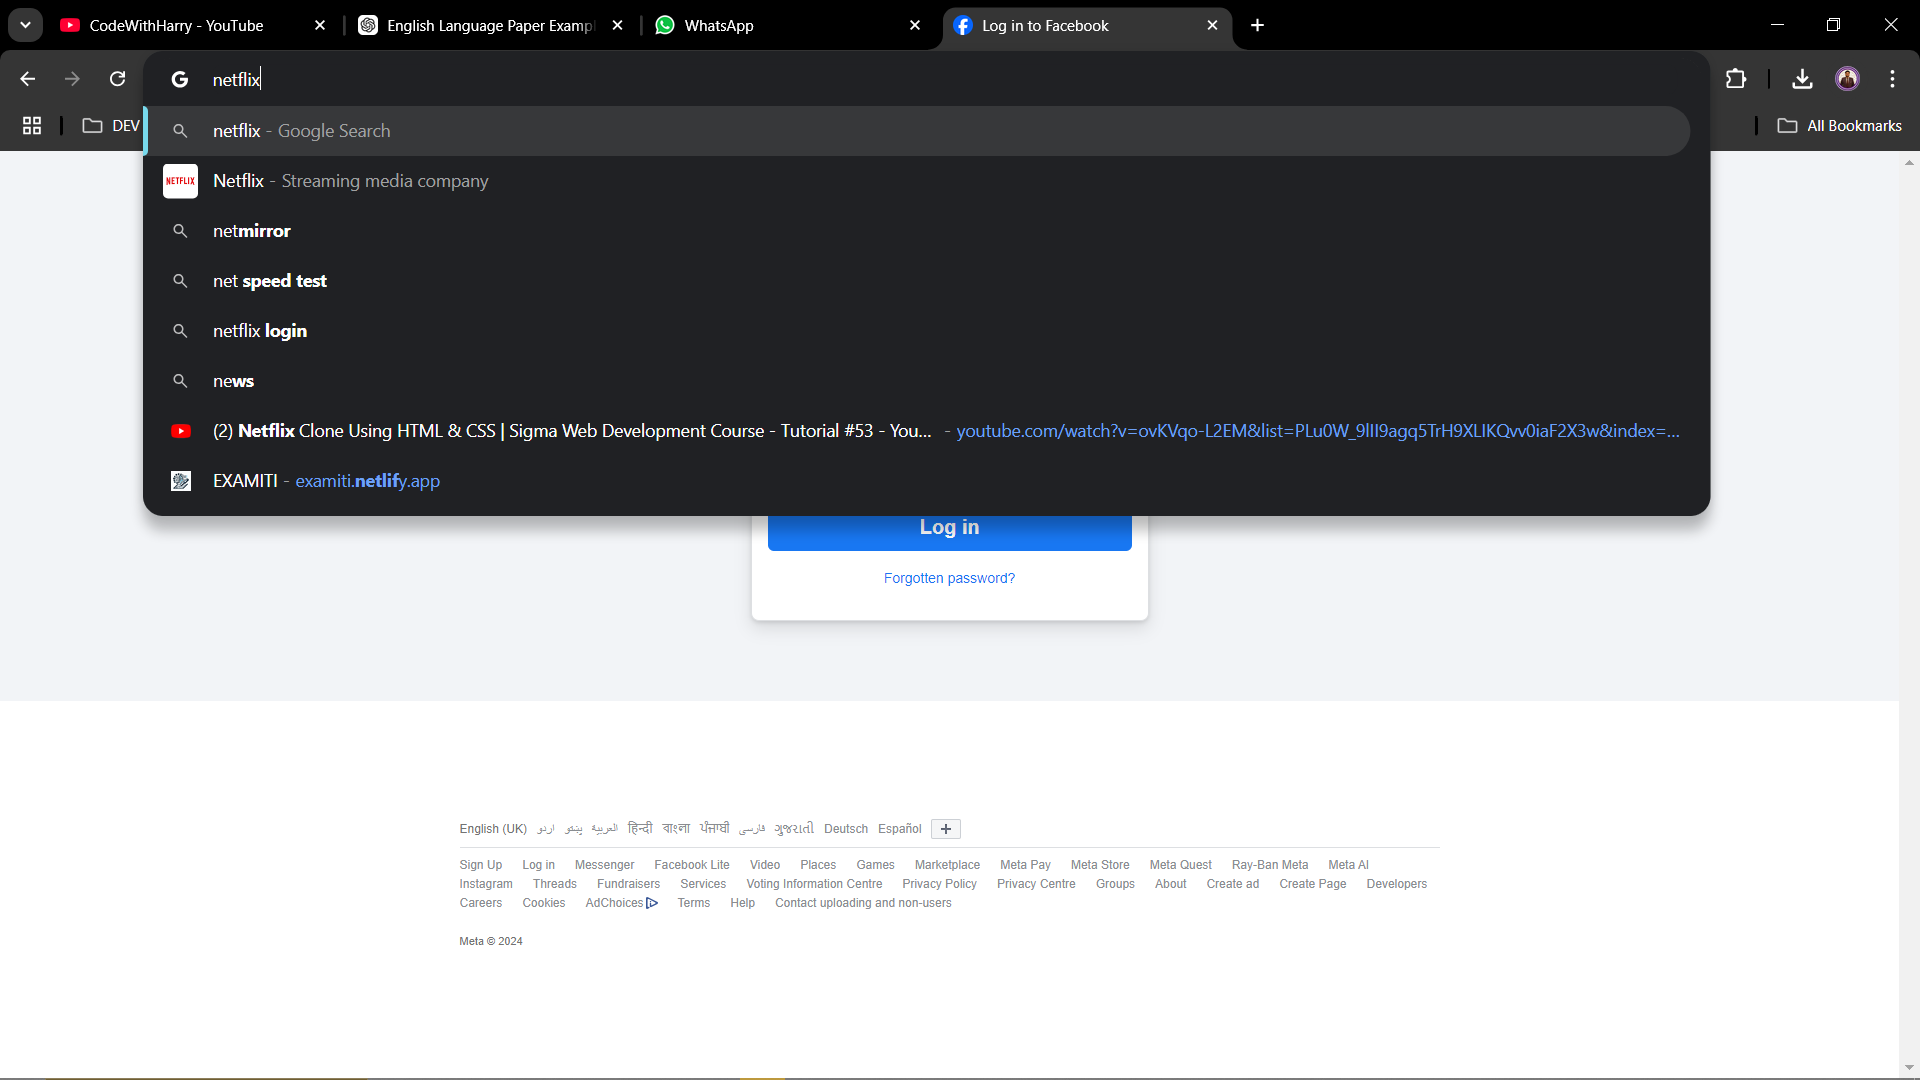 CodeWithHarry - YouTube
English Language Paper Exampl
WhatsApp
Log in to Facebook
netflix
DEV
All Bookmarks
netflix - Google Search
NETFLIX
Netflix - Streaming media company
netmirror
net speed test
netflix login
news
(2) Netflix Clone Using HTML & CSS | Sigma Web Development Course - Tutorial #53 - You... - youtube.com/watch?v=ovKVqo-L2EM&list=PLu0W_9lII9agq5TrH9XLIKQvv0iaF2X3w&index=...
EXAMITI - examiti.netlify.app
Log in
Forgotten password?
English (UK) اردو پښتو العربية हिन्दी বাংলা ਪੰਜਾਬੀ فارسی ગુજરાતી Deutsch Español
Sign Up Log in Messenger Facebook Lite Video Places Games Marketplace Meta Pay Meta Store Meta Quest Ray-Ban Meta Meta AI
Instagram Threads Fundraisers Services Voting Information Centre Privacy Policy Privacy Centre Groups About Create ad Create Page Developers
Careers Cookies AdChoices Terms Help Contact uploading and non-users
Meta © 2024